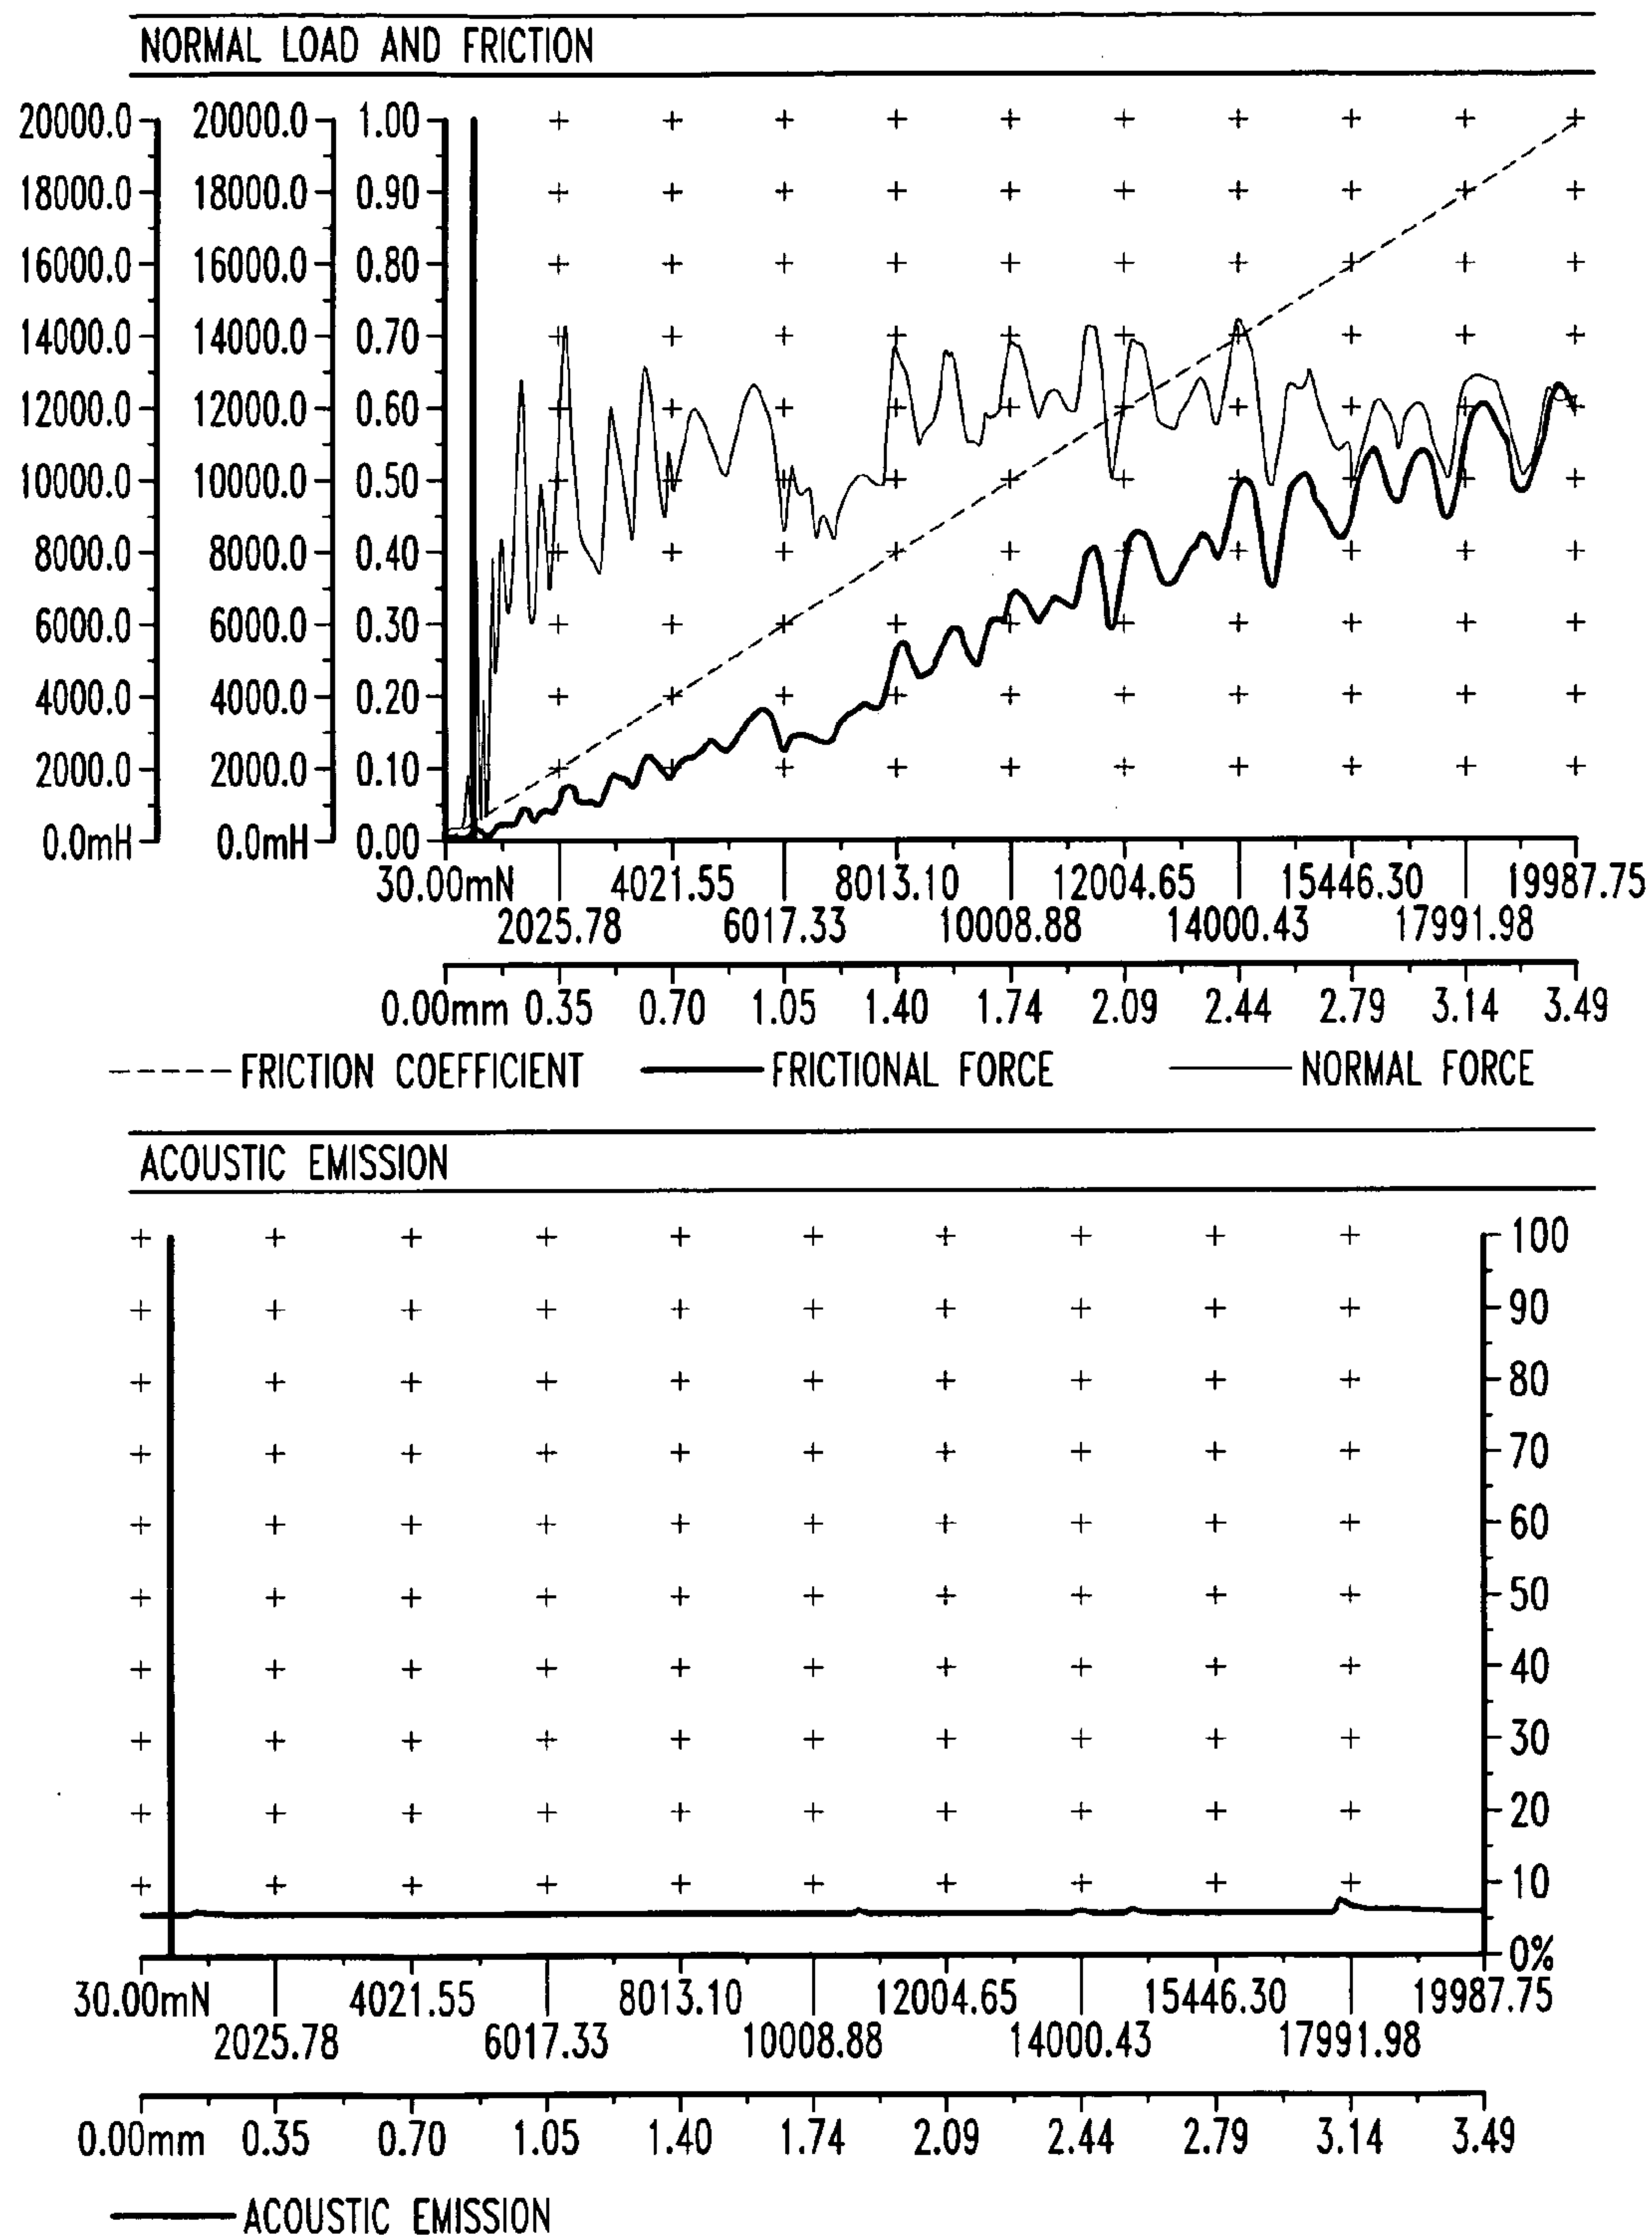 NORMAL LOAD AND FRICTION
20000.0 20000.0 1.00
18000.0 18000.0 0.90
16000.0 16000.0 0.80
14000.0 14000.0 0.70
12000.0 12000.0 0.60
10000.0 10000.0 0.50
8000.0 8000.0 0.40
6000.0 6000.0 0.30
4000.0 4000.0 0.20
2000.0 2000.0 0.10
0.0mH 0.0mH 0.00
30.00mN 4021.55 8013.10 12004.65 15446.30 19987.75
2025.78 6017.33 10008.88 14000.43 17991.98
0.00mm 0.35 0.70 1.05 1.40 1.74 2.09 2.44 2.79 3.14 3.49
FRICTION COEFFICIENT FRICTIONAL FORCE NORMAL FORCE
ACOUSTIC EMISSION
100
90
80
70
60
50
40
30
20
10
0%
30.00mN 4021.55 8013.10 12004.65 15446.30 19987.75
2025.78 6017.33 10008.88 14000.43 17991.98
0.00mm 0.35 0.70 1.05 1.40 1.74 2.09 2.44 2.79 3.14 3.49
ACOUSTIC EMISSION